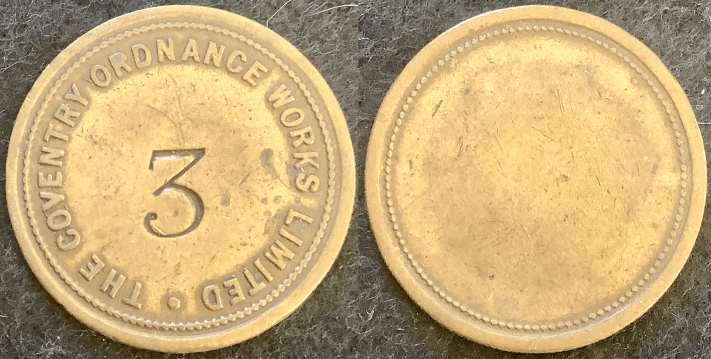 THE COVENTRY ORDNANCE WORKS LIMITED
3